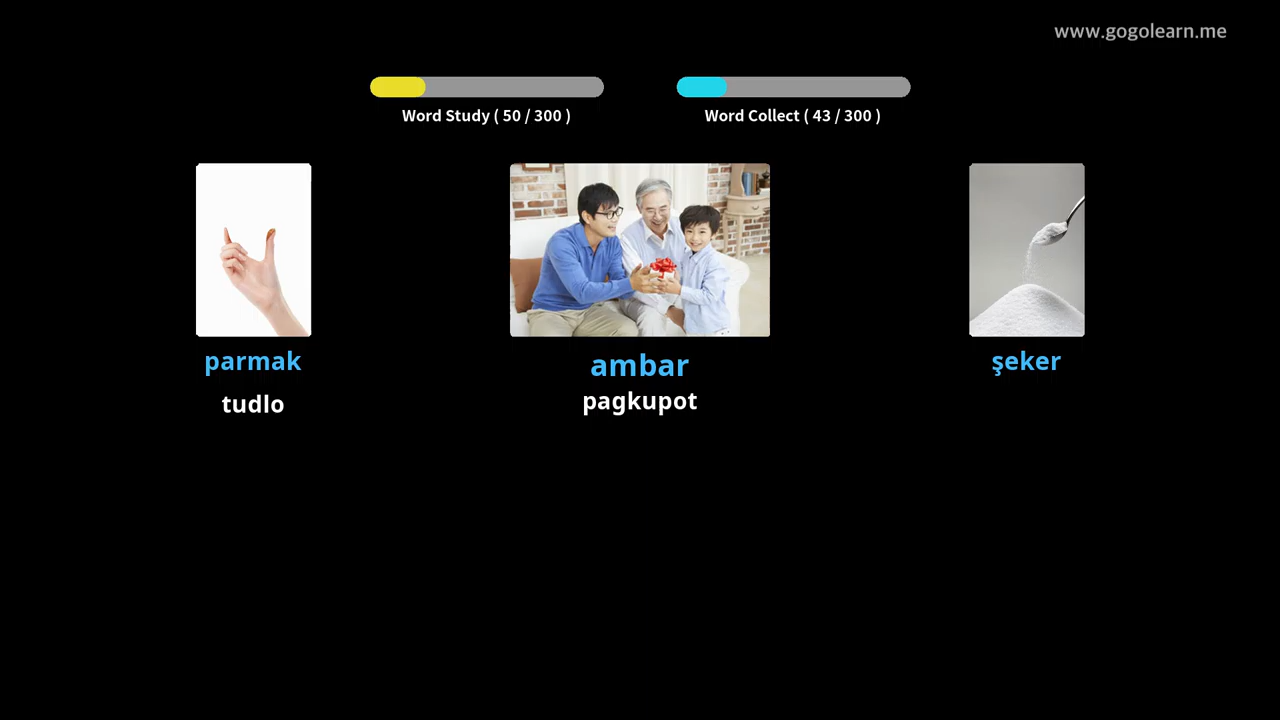 www.gogolearn.me
Word Study ( 50 / 300 )
Word Collect ( 43 / 300 )
parmak
tudlo
ambar
pagkupot
şeker